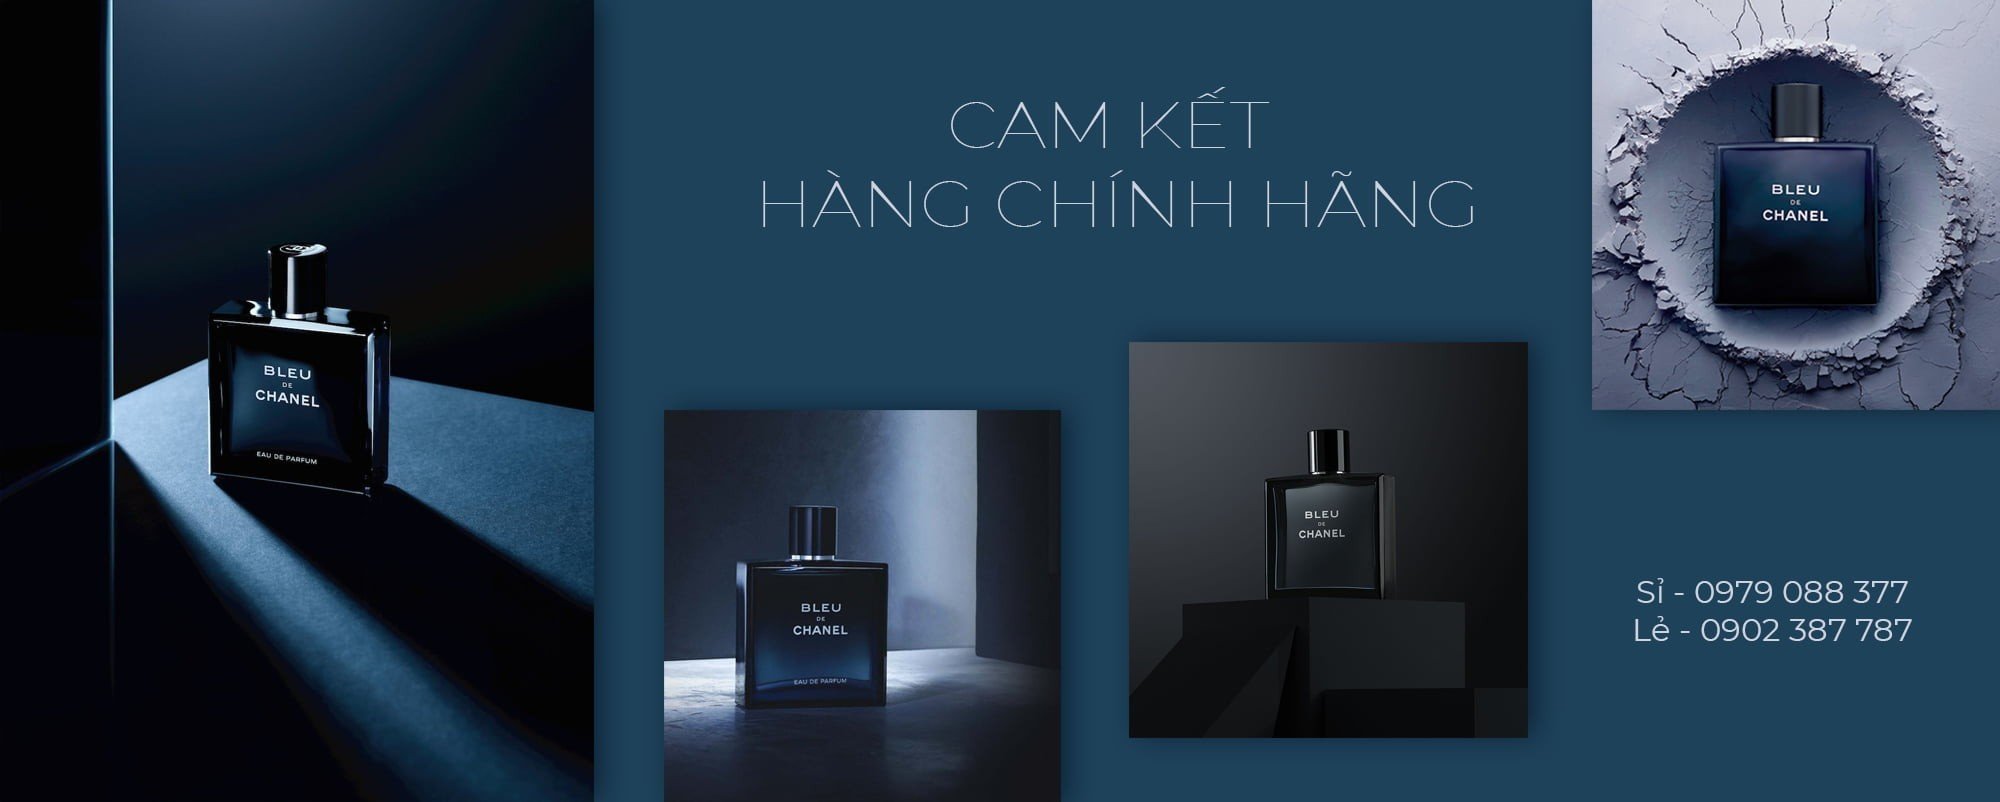 CAM KẾT
HÀNG CHÍNH HÃNG
BLEU
DE
CHANEL
EAU DE PARFUM
BLEU
DE
CHANEL
EAU DE PARFUM
BLEU
DE
CHANEL
BLEU
DE
CHANEL
Sỉ - 0979 088 377
Lẻ - 0902 387 787